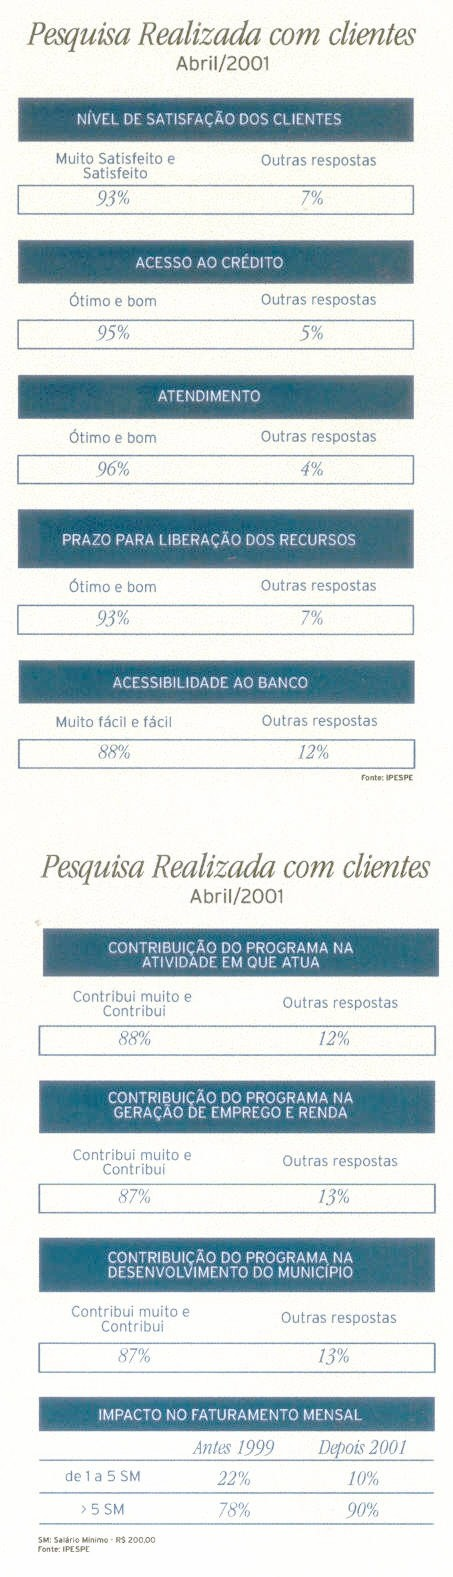 Pesquisa Realizada com clientes
Abril/2001
NÍVEL DE SATISFAÇÃO DOS CLIENTES
Muito Satisfeito e Outras respostas
Satisfeito
93% 7%
ACESSO AO CRÉDITO
Ótimo e bom Outras respostas
95% 5%
ATENDIMENTO
Ótimo e bom Outras respostas
96% 4%
PRAZO PARA LIBERAÇÃO DOS RECURSOS
Ótimo e bom Outras respostas
93% 7%
ACESSIBILIDADE AO BANCO
Muito fácil e fácil Outras respostas
88% 12%
Fonte: IPESPE
Pesquisa Realizada com clientes
Abril/2001
CONTRIBUIÇÃO DO PROGRAMA NA
ATIVIDADE EM QUE ATUA
Contribui muito e Outras respostas
Contribui
88% 12%
CONTRIBUIÇÃO DO PROGRAMA NA
GERAÇÃO DE EMPREGO E RENDA
Contribui muito e Outras respostas
Contribui
87% 13%
CONTRIBUIÇÃO DO PROGRAMA NA
DESENVOLVIMENTO DO MUNICÍPIO
Contribui muito e Outras respostas
Contribui
87% 13%
IMPACTO NO FATURAMENTO MENSAL
Antes 1999 Depois 2001
de 1 a 5 SM 22% 10%
> 5 SM 78% 90%
SM: Salário Mínimo - R$ 200,00
Fonte: IPESPE